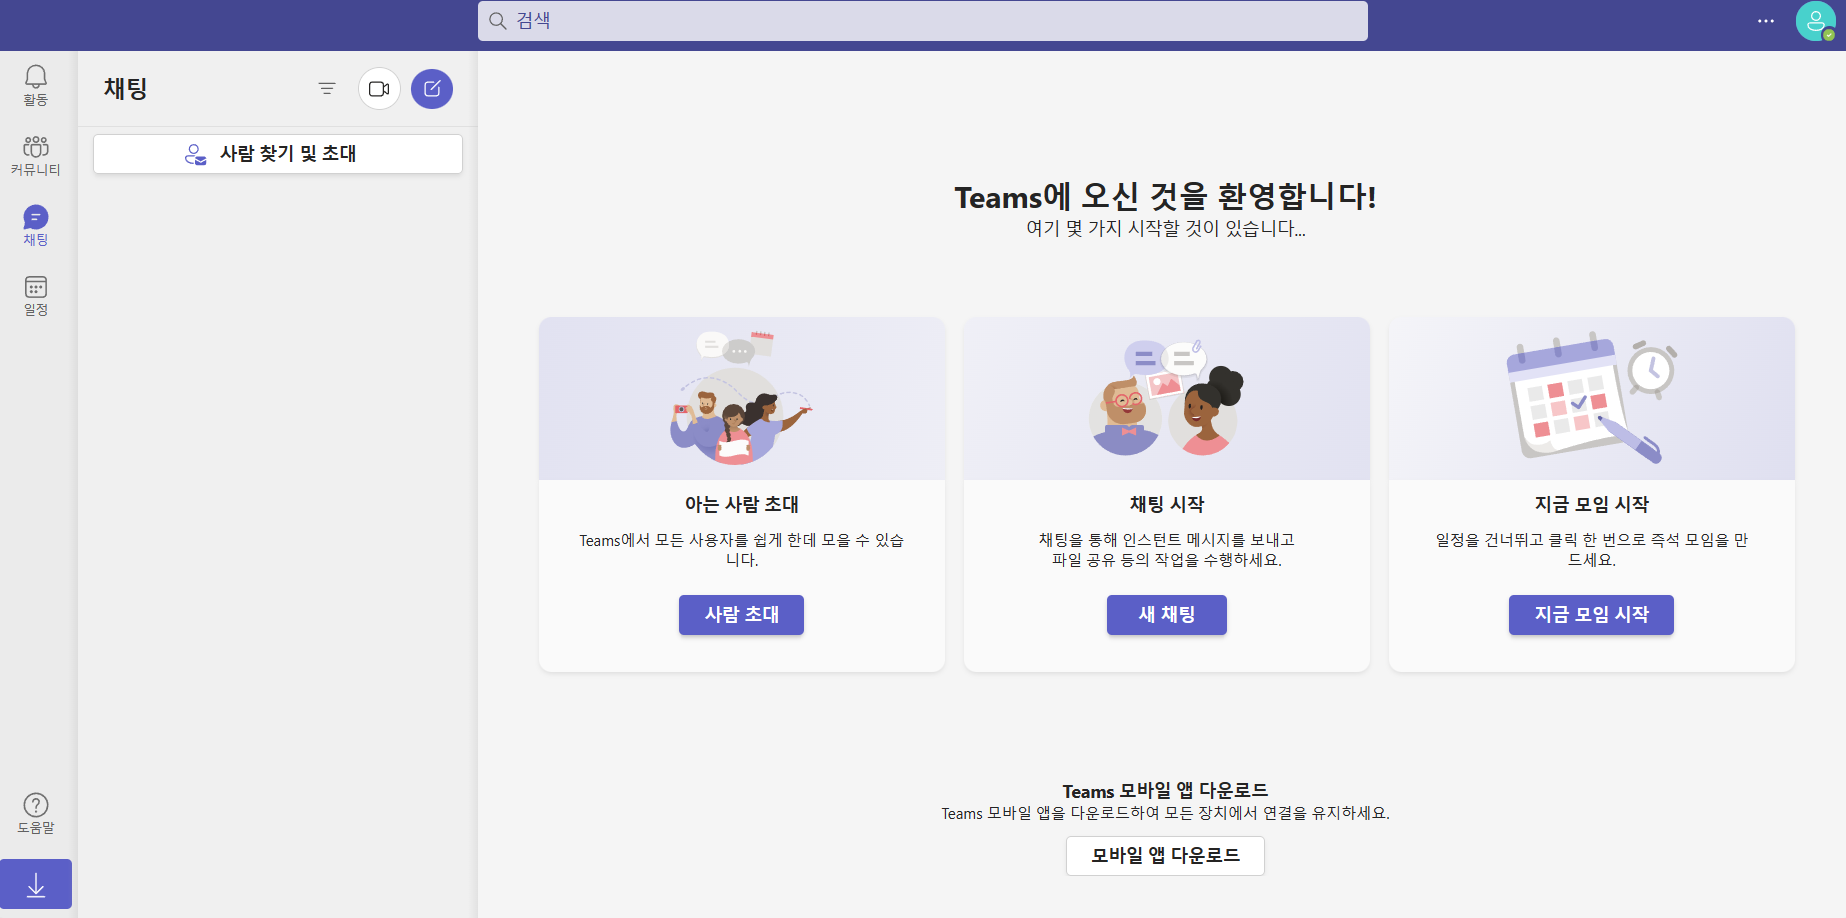 검색
활동
커뮤니티
채팅
일정
도움말
채팅
사람 찾기 및 초대
Teams에 오신 것을 환영합니다!
여기 몇 가지 시작할 것이 있습니다...
아는 사람 초대
Teams에서 모든 사용자를 쉽게 한데 모을 수 있습
니다.
사람 초대
채팅 시작
채팅을 통해 인스턴트 메시지를 보내고
파일 공유 등의 작업을 수행하세요.
새 채팅
지금 모임 시작
일정을 건너뛰고 클릭 한 번으로 즉석 모임을 만
드세요.
지금 모임 시작
Teams 모바일 앱 다운로드
Teams 모바일 앱을 다운로드하여 모든 장치에서 연결을 유지하세요.
모바일 앱 다운로드